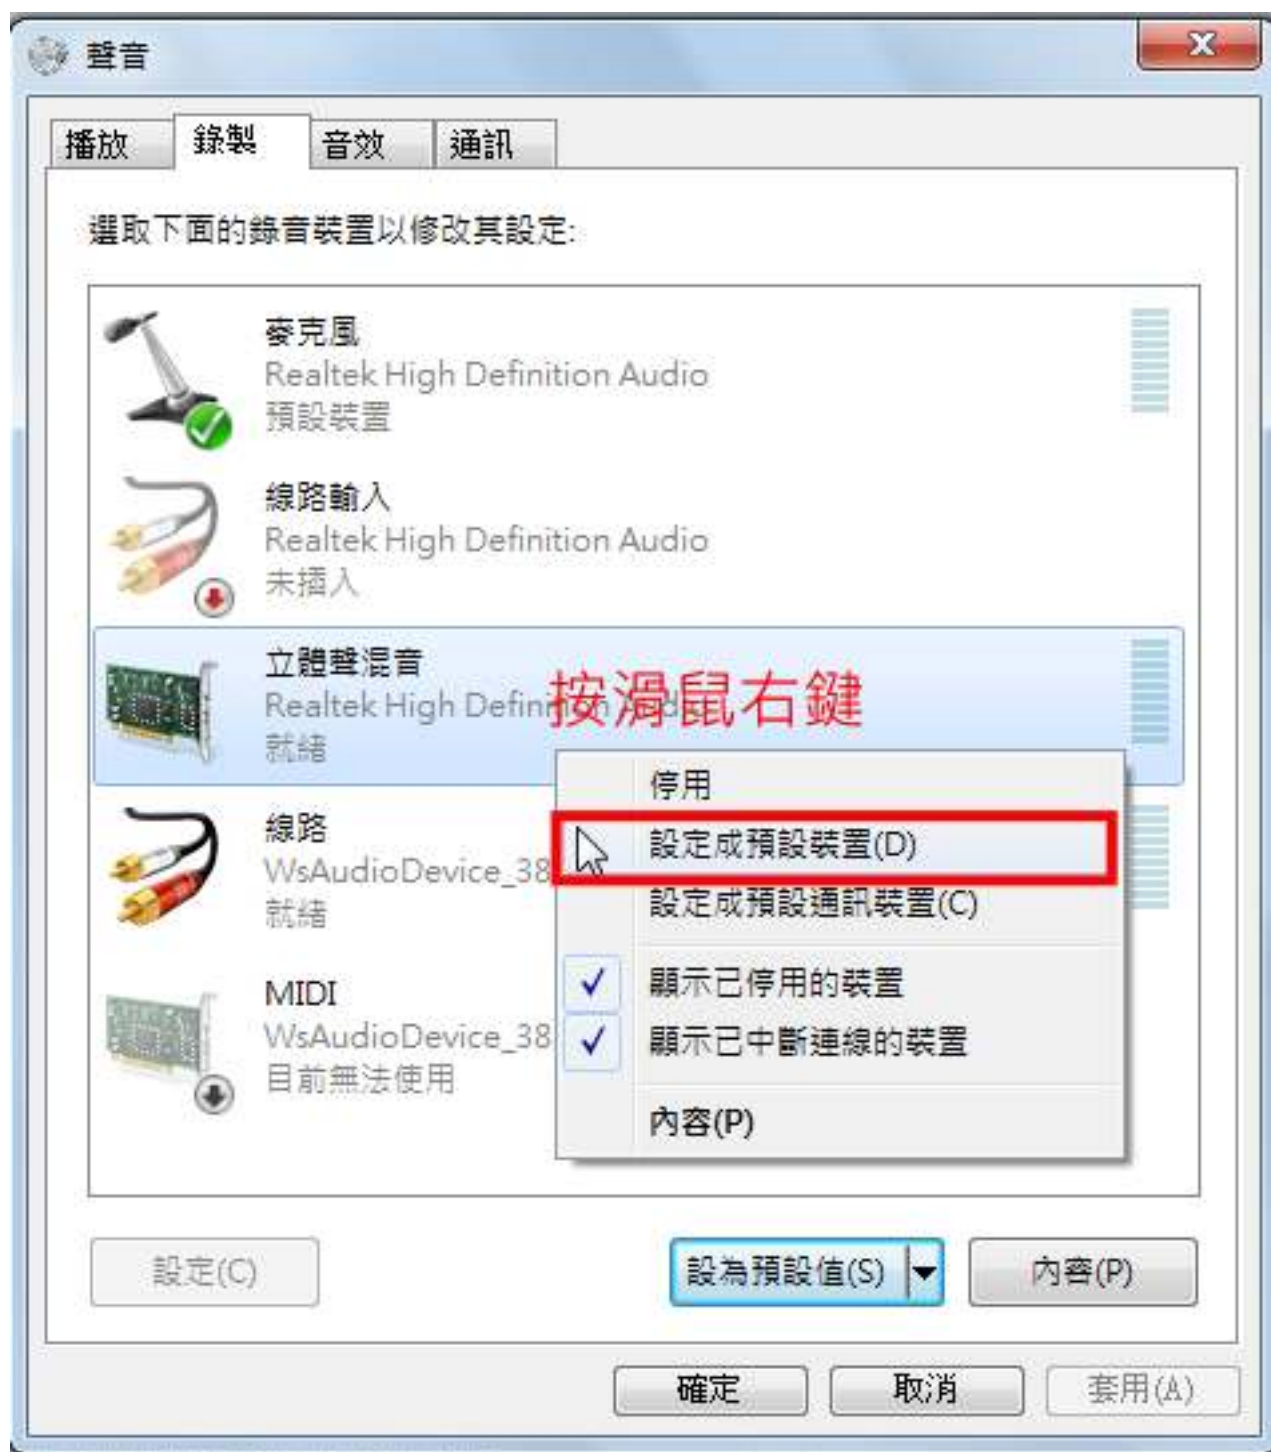 聲音
播放
錄製
音效
通訊
選取下面的錄音裝置以修改其設定:
麥克風
Realtek High Definition Audio
預設裝置
線路輸入
Realtek High Definition Audio
未插入
立體聲混音
Realtek High Definition Audio
就緒
按滑鼠右鍵
線路
WsAudioDevice_38
就緒
MIDI
WsAudioDevice_38
目前無法使用
停用
設定成預設裝置(D)
設定成預設通訊裝置(C)
顯示已停用的裝置
顯示已中斷連線的裝置
內容(P)
設定(C)
設為預設值(S)
內容(P)
確定
取消
套用(A)